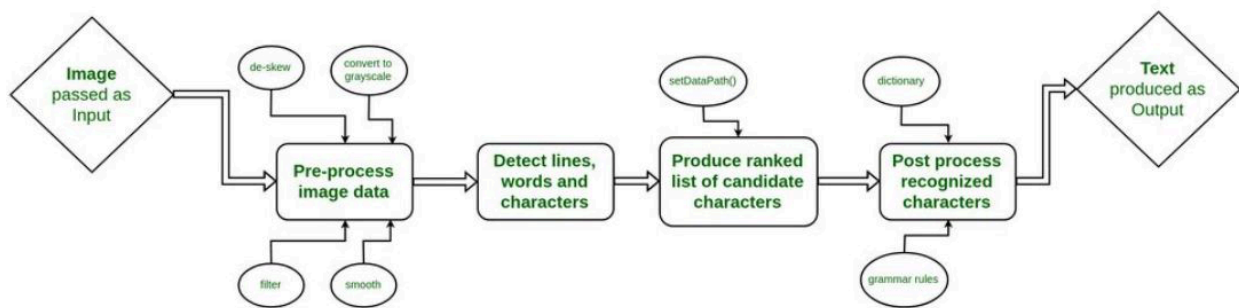 Image
passed as
Input
de-skew
convert to
grayscale
Pre-process
image data
filter
smooth
Detect lines,
words and
characters
setDataPath()
Produce ranked
list of candidate
characters
dictionary
Post process
recognized
characters
grammar rules
Text
produced as
Output